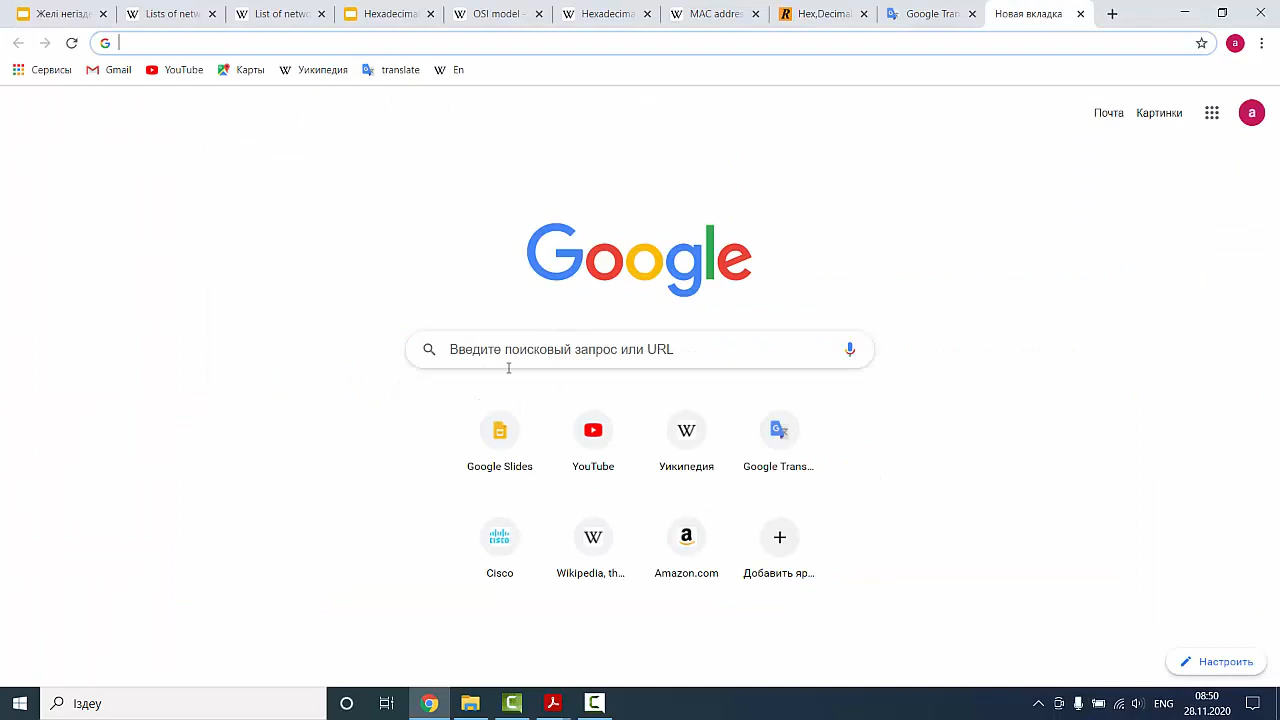 Желі негізд
Lists of netw
List of netwo
Hexadecima
OSI model -
Hexadecima
MAC addres
Hex,Decimal
Google Tran
Новая вкладка
Сервисы
Gmail
YouTube
Карты
Уикипедия
translate
En
Почта
Картинки
a
Google
Введите поисковый запрос или URL
Google Slides
YouTube
Уикипедия
Google Trans...
Cisco
Wikipedia, th...
Amazon.com
Добавить яр...
Настроить
Іздеу
ENG
08:50
28.11.2020